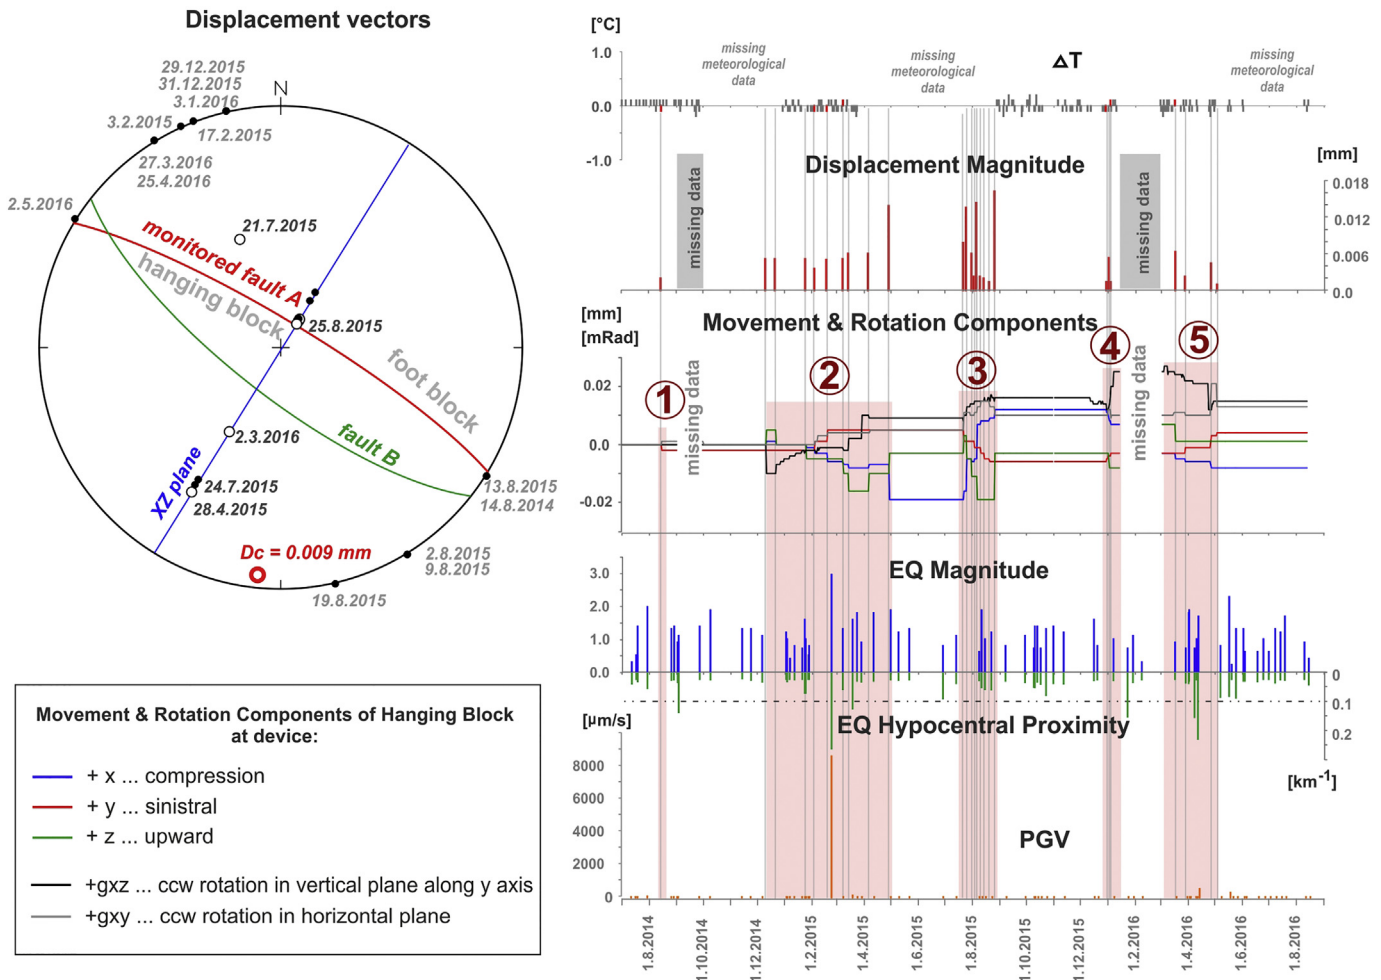 Displacement vectors
29.12.2015
31.12.2015
3.1.2016
N
3.2.2016
17.2.2015
27.3.2016
25.4.2016
2.5.2016
21.7.2015
monitored fault A
hanging block
25.8.2015
foot block
fault B
2.3.2016
XZ plane
24.7.2015
28.4.2015
13.8.2015
14.8.2014
Dc = 0.009 mm
2.8.2015
9.8.2015
19.8.2015
Movement & Rotation Components of Hanging Block
at device:
+ x ... compression
+ y ... sinistral
+ z ... upward
+gxz ... ccw rotation in vertical plane along y axis
+gxy ... ccw rotation in horizontal plane
[°C]
1.0
0.0
-1.0
missing
meteorological
data
missing
meteorological
data
ΔT
missing
meteorological
data
Displacement Magnitude
[mm]
missing data
missing data
0.018
0.012
0.006
0.0
[mm]
[mRad]
Movement & Rotation Components
0.02
0.0
-0.02
1
missing data
2
3
4
missing data
5
EQ Magnitude
3.0
2.0
1.0
0.0
0
0.1
0.2
EQ Hypocentral Proximity
[km-1]
[µm/s]
8000
6000
4000
2000
0
PGV
1.8.2014
1.10.2014
1.12.2014
1.2.2015
1.4.2015
1.6.2015
1.8.2015
1.10.2015
1.12.2015
1.2.2016
1.4.2016
1.6.2016
1.8.2016